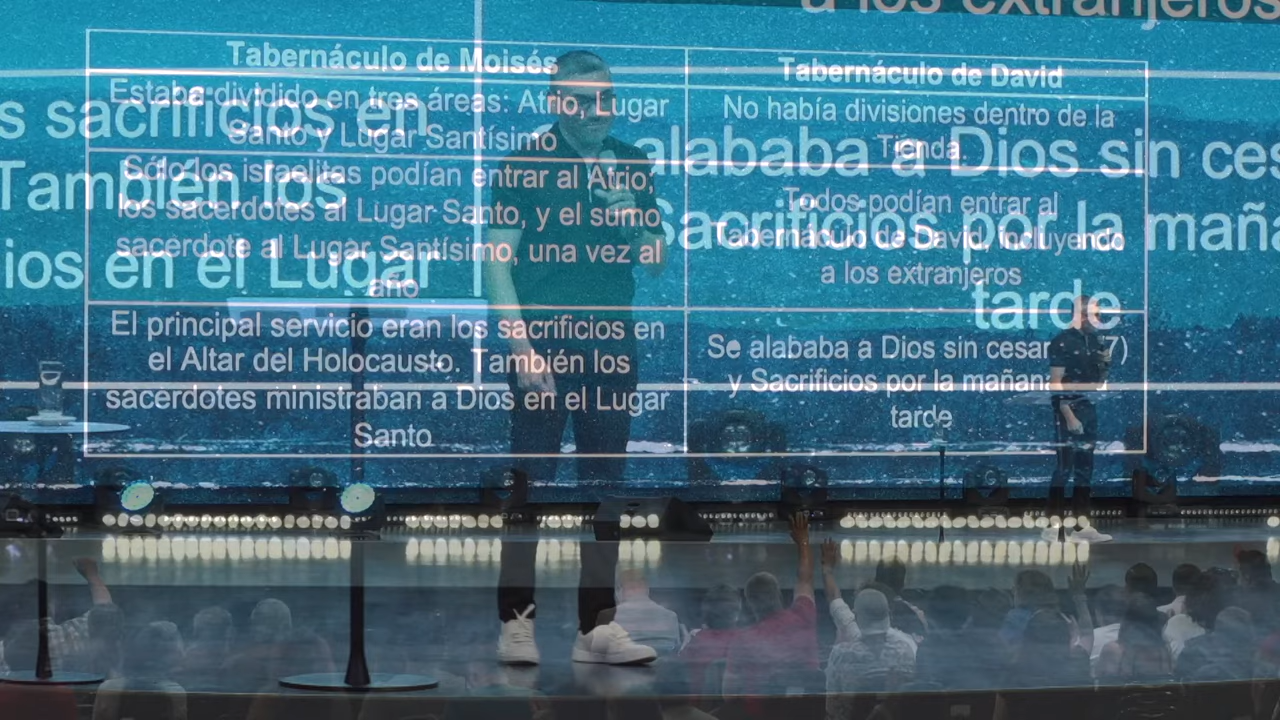 a los extranjeros
Tabernáculo de Moisés
Tabernáculo de David
Estaba dividido en tres áreas: Atrio, Lugar
Santo y Lugar Santísimo
No había divisiones dentro de la
Tienda.
Sólo los israelitas podían entrar al Atrio;
los sacerdotes al Lugar Santo, y el sumo
sacerdote al Lugar Santísimo, una vez al
año
Todos podían entrar al
Tabernáculo de David, incluyendo
a los extranjeros
El principal servicio eran los sacrificios en
el Altar del Holocausto. También los
sacerdotes ministraban a Dios en el Lugar
Santo
Se alababa a Dios sin cesar 7)
y Sacrificios por la mañana
tarde
s sacrificios en
También los
ios en el Lugar
alababa a Dios sin ces
Sacrificios por la maña
tarde